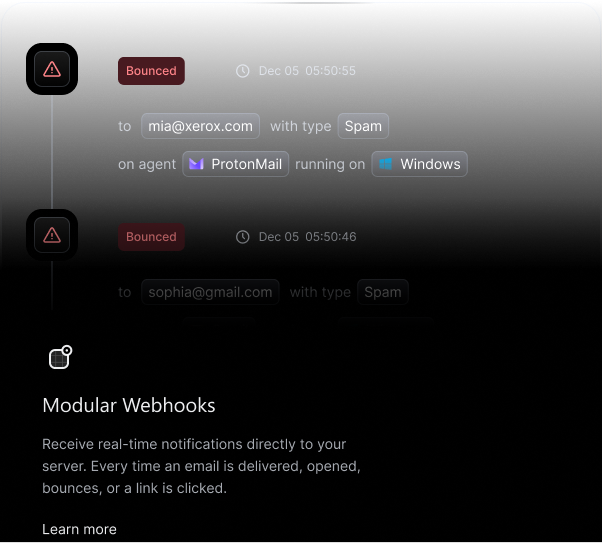 Bounced Dec 05 05:50:55
to mia@xerox.com with type Spam
on agent ProtonMail running on Windows
Bounced Dec 05 05:50:46
to sophia@gmail.com with type Spam
Modular Webhooks
Receive real-time notifications directly to your
server. Every time an email is delivered, opened,
bounces, or a link is clicked.
Learn more